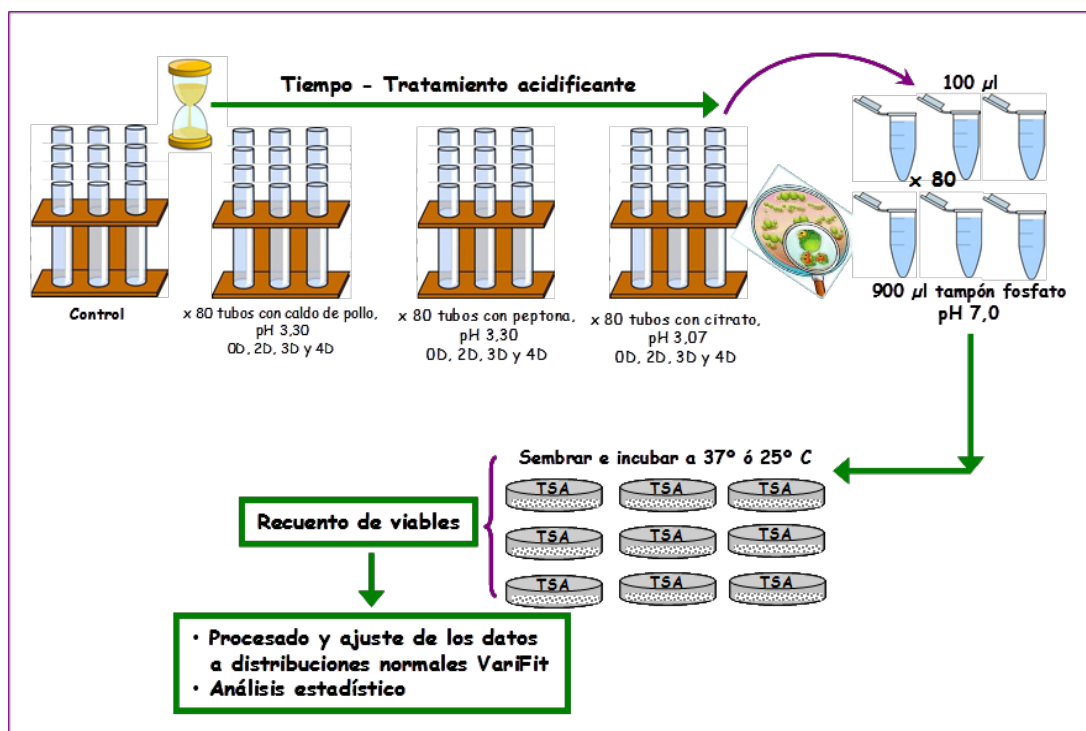 Tiempo - Tratamiento acidificante
100 µl
x 80
900 µl tampón fosfato
pH 7,0
Control
x 80 tubos con caldo de pollo,
pH 3,30
0D, 2D, 3D y 4D
x 80 tubos con peptona,
pH 3,30
0D, 2D, 3D y 4D
x 80 tubos con citrato,
pH 3,07
0D, 2D, 3D y 4D
Sembrar e incubar a 37º ó 25º C
TSA TSA TSA
TSA TSA TSA
TSA TSA TSA
Recuento de viables
• Procesado y ajuste de los datos
a distribuciones normales VariFit
• Análisis estadístico